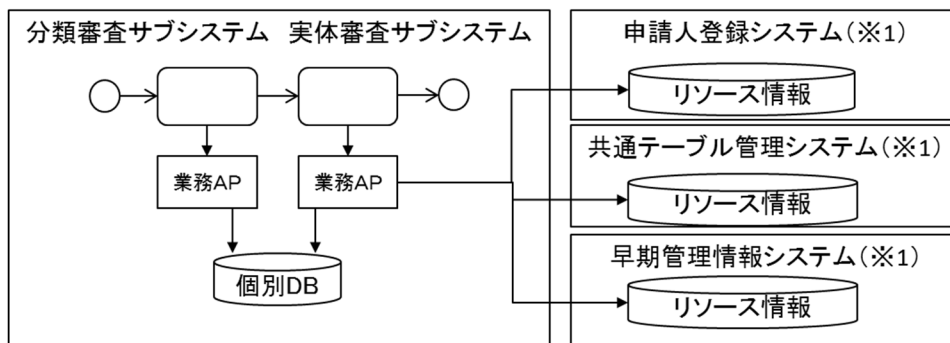 分類審査サブシステム 実体審査サブシステム
業務AP 業務AP
個別DB
申請人登録システム(※1)
リソース情報
共通テーブル管理システム(※1)
リソース情報
早期管理情報システム(※1)
リソース情報